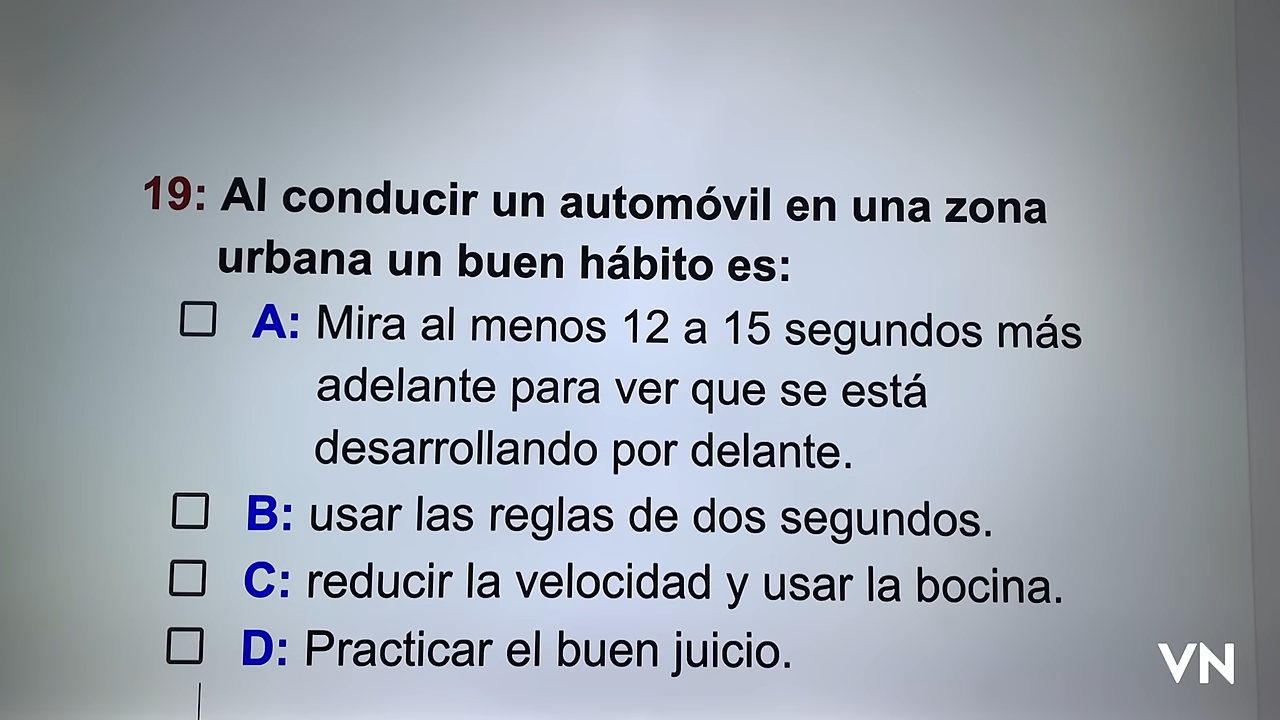 19: Al conducir un automóvil en una zona
urbana un buen hábito es:
A: Mira al menos 12 a 15 segundos más
adelante para ver que se está
desarrollando por delante.
B: usar las reglas de dos segundos.
C: reducir la velocidad y usar la bocina.
D: Practicar el buen juicio.
VN